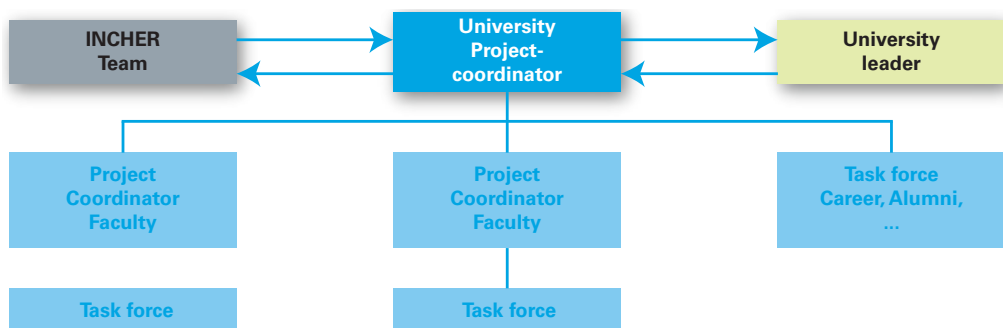 INCHER
Team
University
Project-
coordinator
University
leader
Project
Coordinator
Faculty
Project
Coordinator
Faculty
Task force
Career, Alumni,
...
Task force
Task force